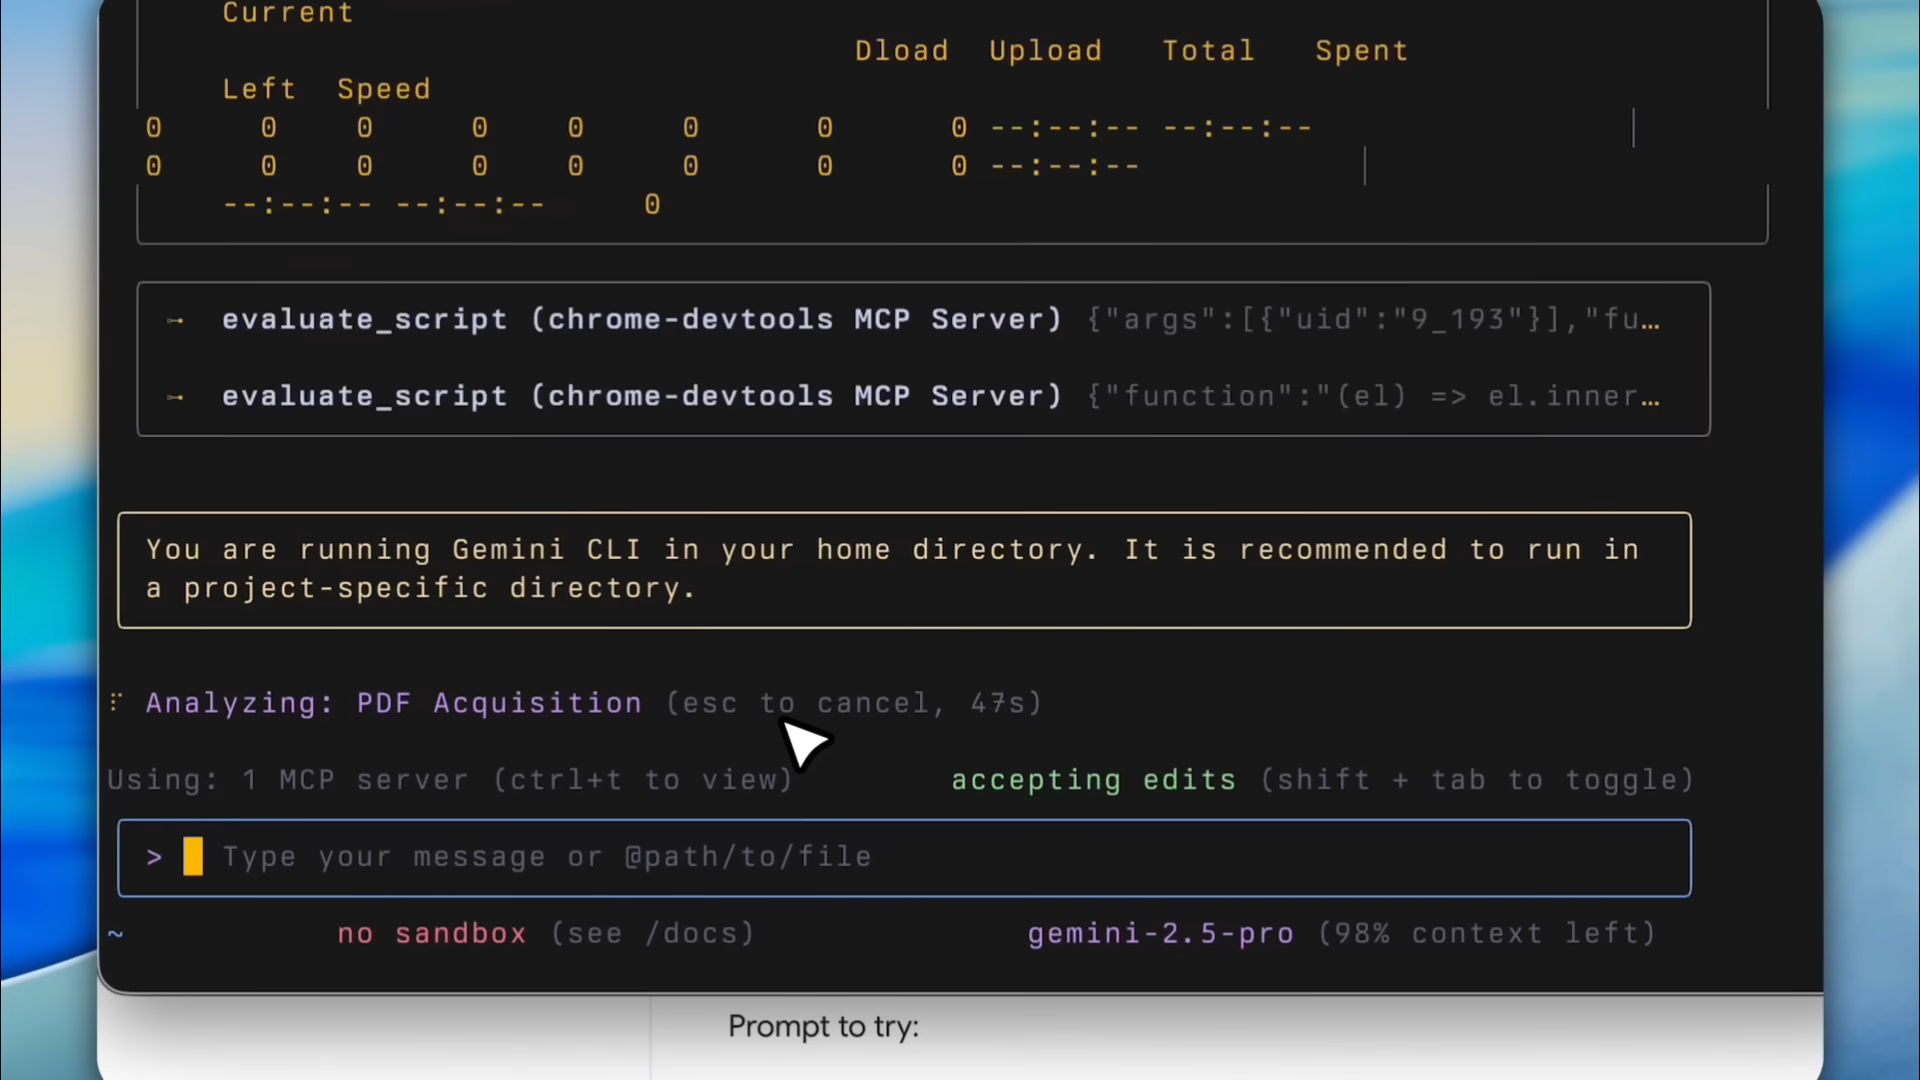 Current
Dload Upload Total Spent
Left Speed
0 0 0 0 0 0 0 0 --:--:-- --:--:--
0 0 0 0 0 0 0 0 --:--:--
--:--:-- --:--:-- 0
evaluate_script (chrome-devtools MCP Server) {"args":[{"uid":"9_193"}],"fu…
evaluate_script (chrome-devtools MCP Server) {"function":"(el) => el.inner…
You are running Gemini CLI in your home directory. It is recommended to run in
a project-specific directory.
Analyzing: PDF Acquisition (esc to cancel, 47s)
Using: 1 MCP server (ctrl+t to view) accepting edits (shift + tab to toggle)
> Type your message or @path/to/file
~ no sandbox (see /docs) gemini-2.5-pro (98% context left)
Prompt to try: